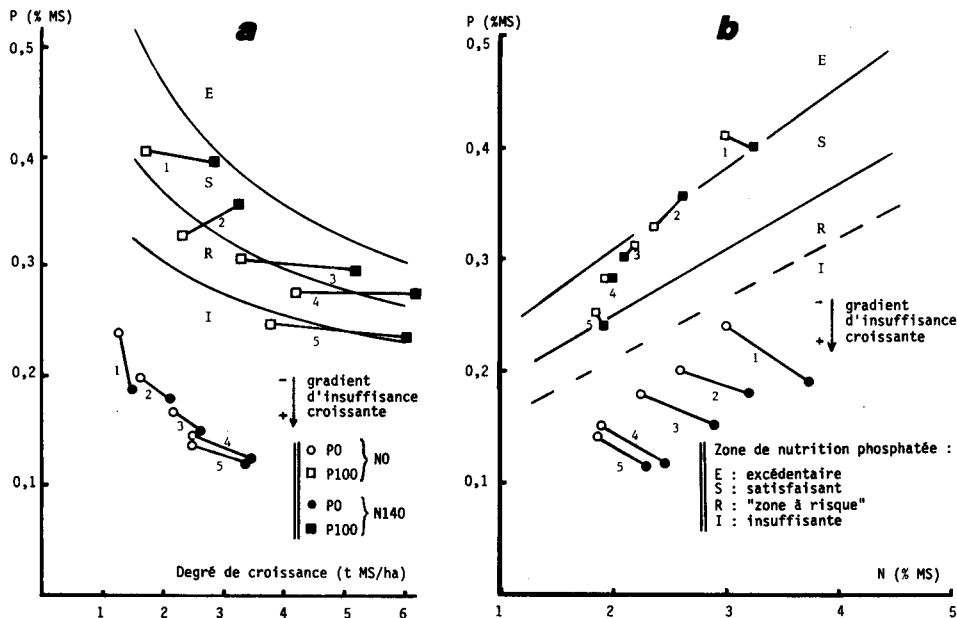 P (% MS)
a
0,5
0,4
0,3
0,2
0,1
E
S
R
I
1
2
3
4
5
1
2
3
4
5
- gradient
d'insuffisance
+ croissante
P0
P100
N0
P0
P100
N140
Degré de croissance (t MS/ha)
1 2 3 4 5 6
P (%MS)
b
0,5
0,4
0,3
0,2
0,1
E
S
R
I
1
2
3
4
5
1
2
3
4
5
- gradient
d'insuffisance
+ croissante
Zone de nutrition phosphatée :
E : excédentaire
S : satisfaisant
R : "zone à risque"
I : insuffisante
N (% MS)
1 2 3 4 5